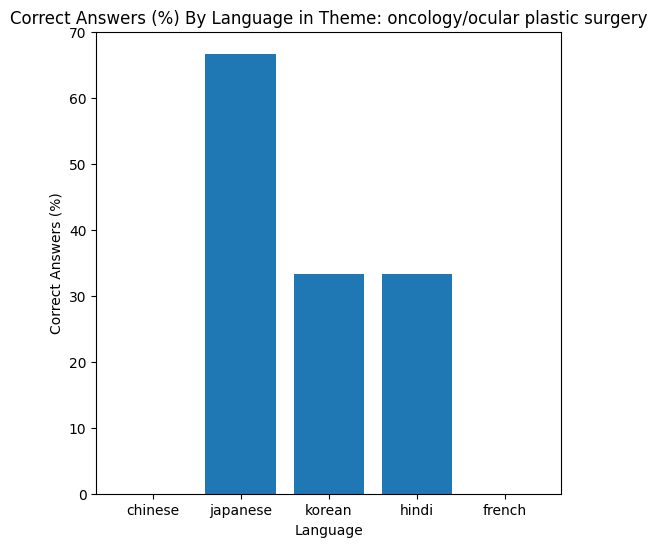 Correct Answers (%) By Language in Theme: oncology/ocular plastic surgery
70
60
50
40
30
20
10
0
Correct Answers (%)
chinese japanese korean hindi french
Language